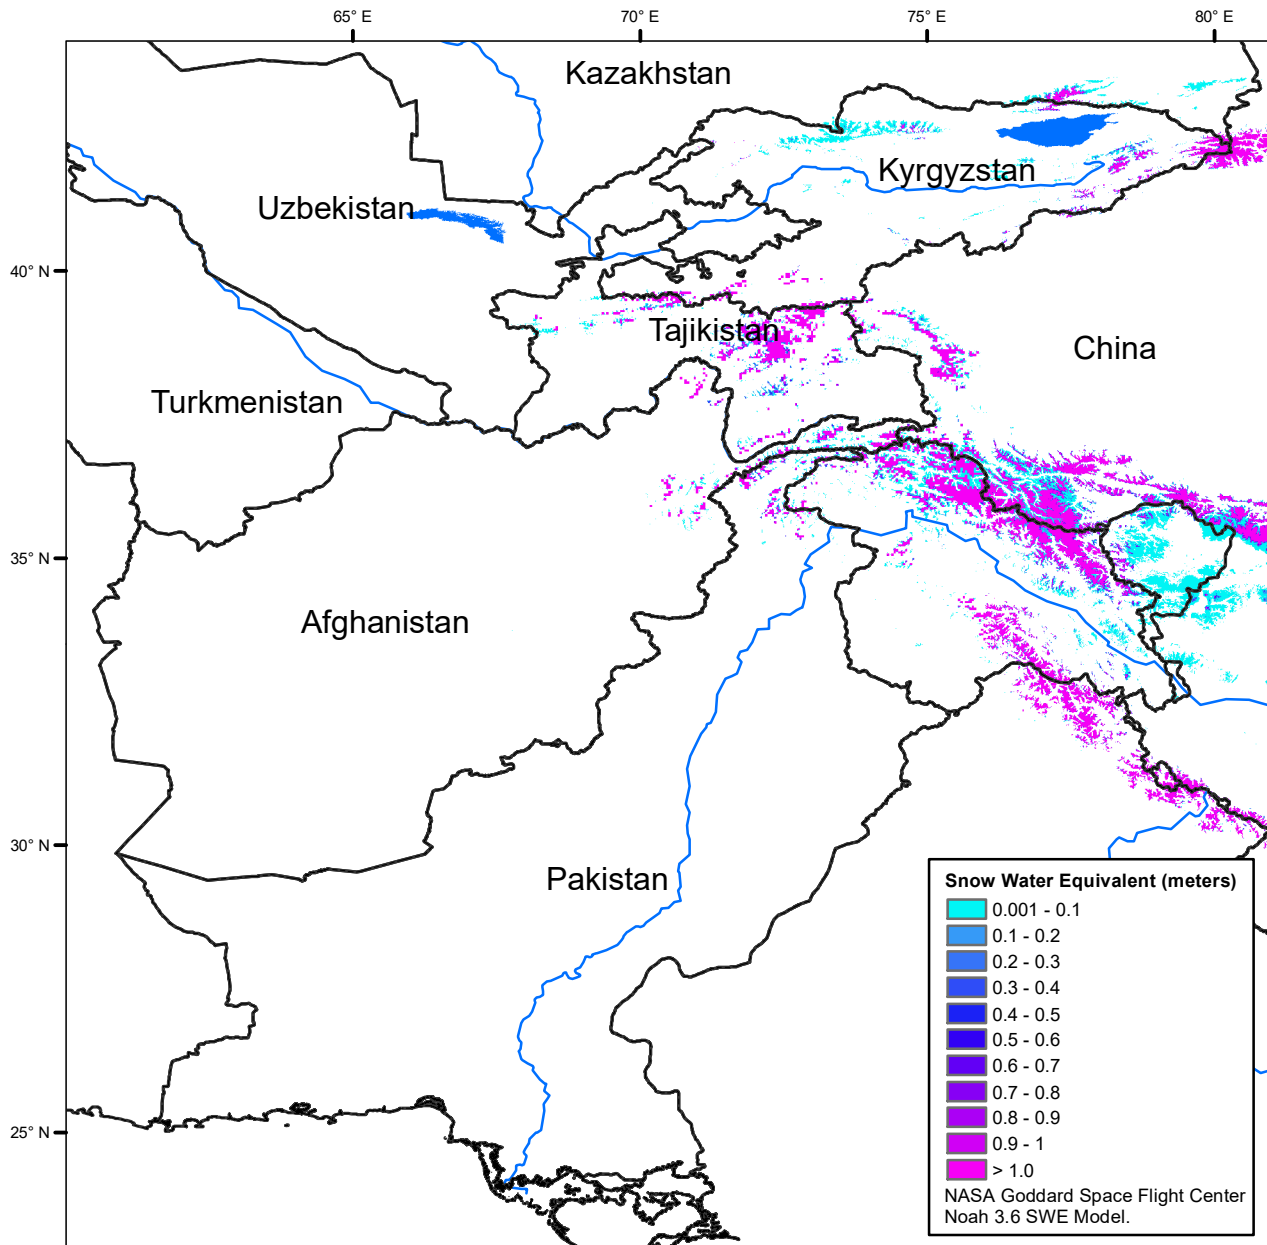 65° E
70° E
75° E
80° E
Kazakhstan
Kyrgyzstan
Uzbekistan
40° N
Tajikistan
China
Turkmenistan
35° N
Afghanistan
30° N
Pakistan
25° N
Snow Water Equivalent (meters)
0.001 - 0.1
0.1 - 0.2
0.2 - 0.3
0.3 - 0.4
0.4 - 0.5
0.5 - 0.6
0.6 - 0.7
0.7 - 0.8
0.8 - 0.9
0.9 - 1
> 1.0
NASA Goddard Space Flight Center
Noah 3.6 SWE Model.